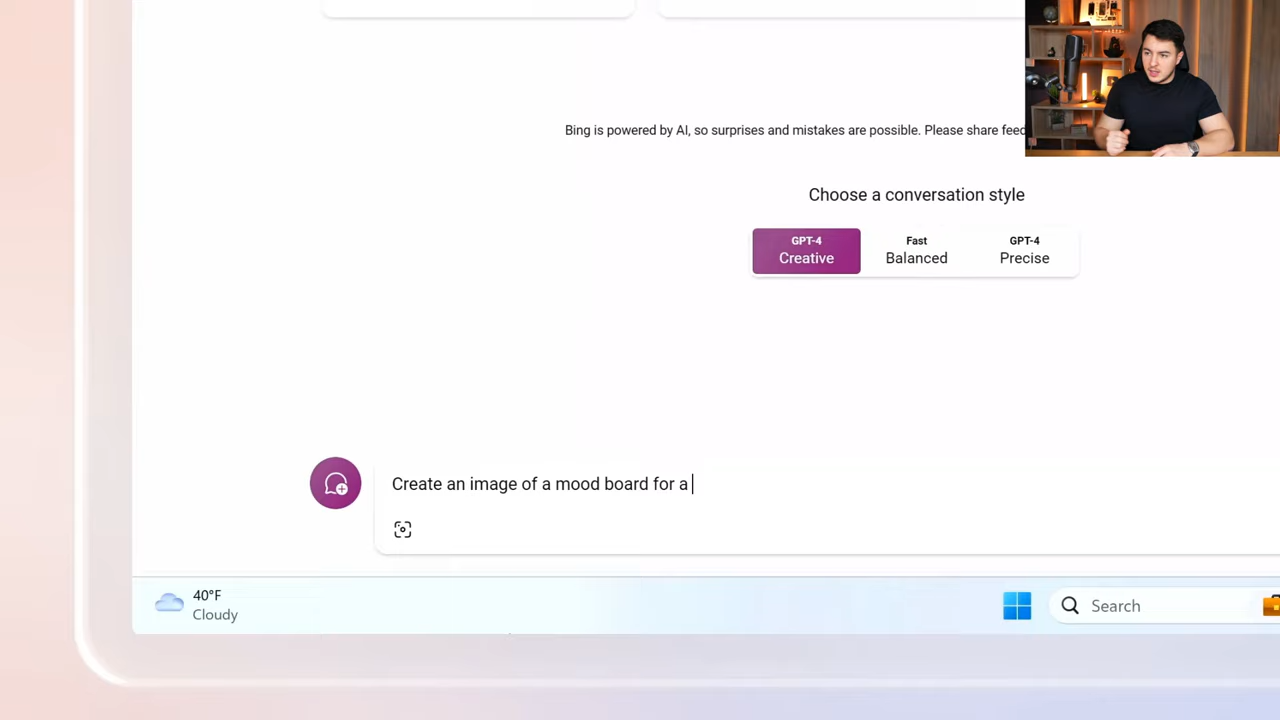 Bing is powered by AI, so surprises and mistakes are possible. Please share
Choose a conversation style
GPT-4
Creative
Fast
Balanced
GPT-4
Precise
Create an image of a mood board for a
40°F
Cloudy
Search